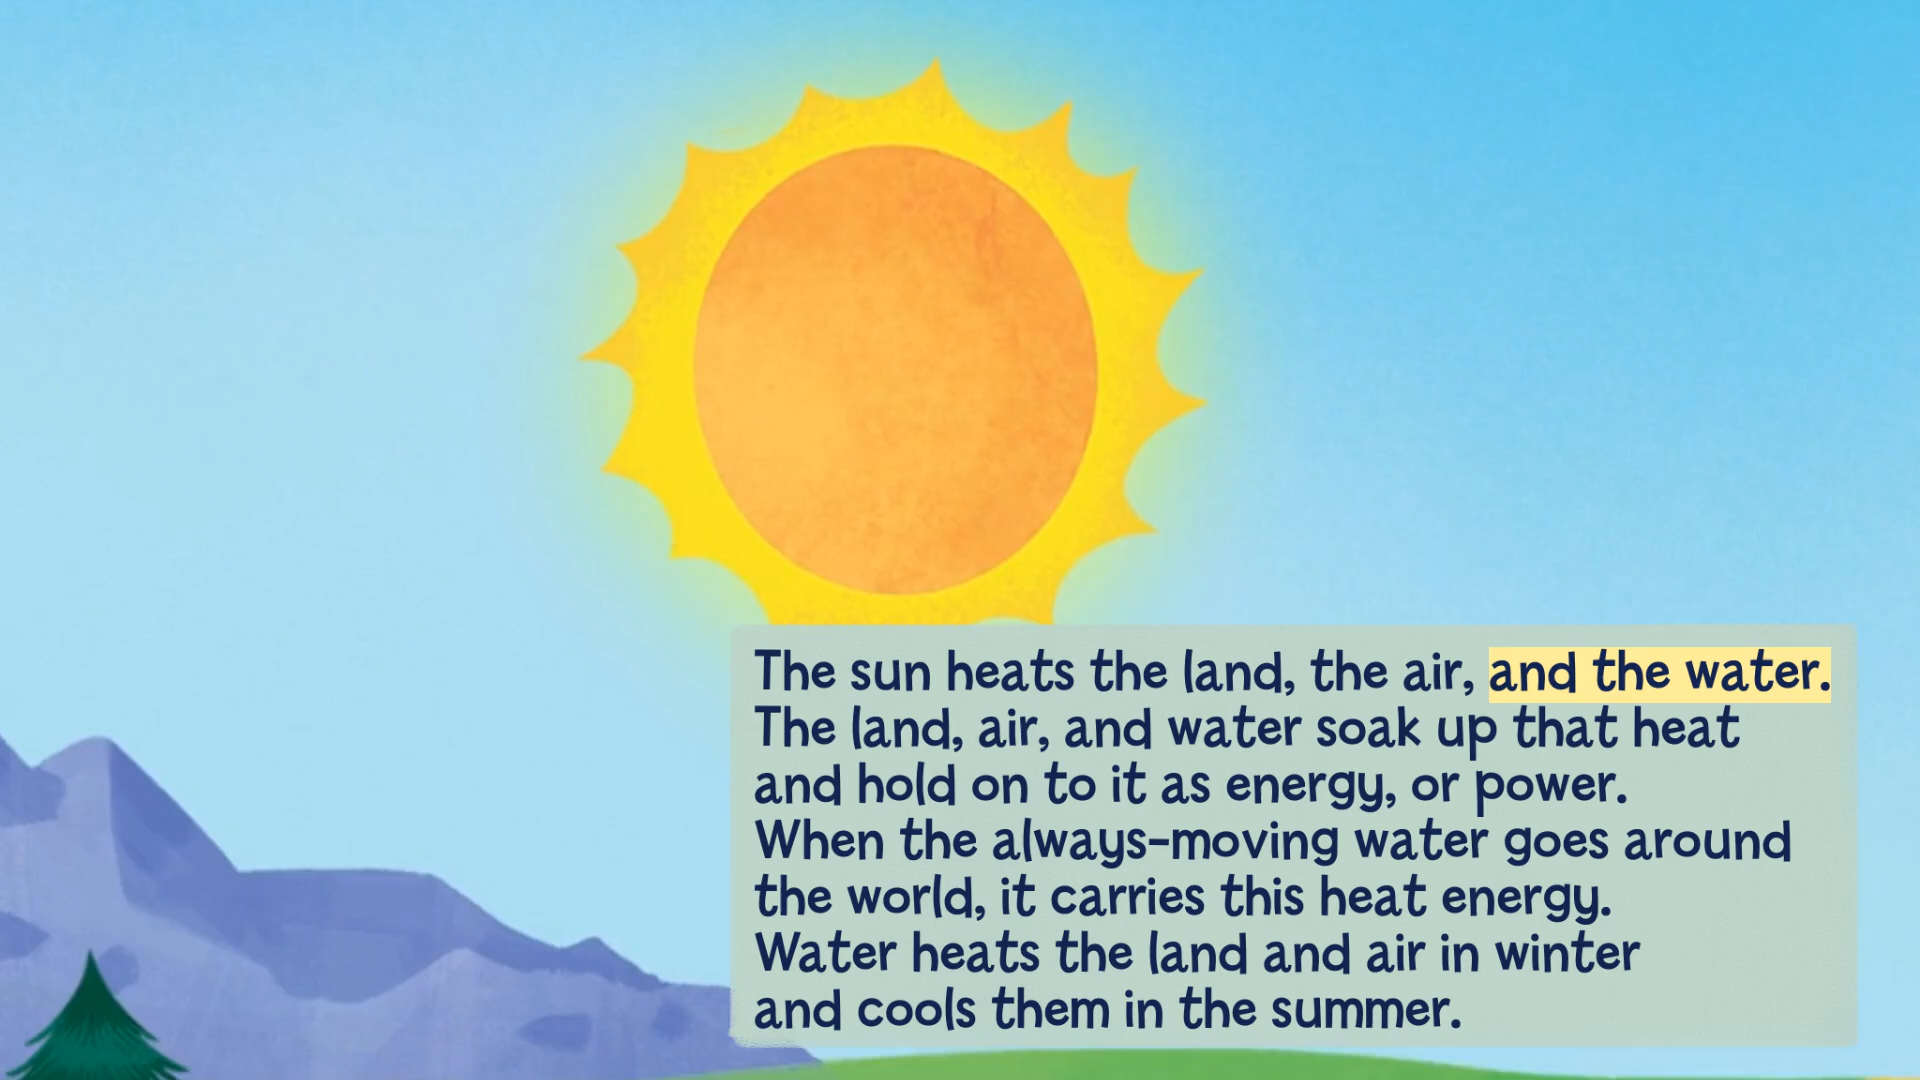 The sun heats the land, the air, and the water.
The land, air, and water soak up that heat
and hold on to it as energy, or power.
When the always-moving water goes around
the world, it carries this heat energy.
Water heats the land and air in winter
and cools them in the summer.